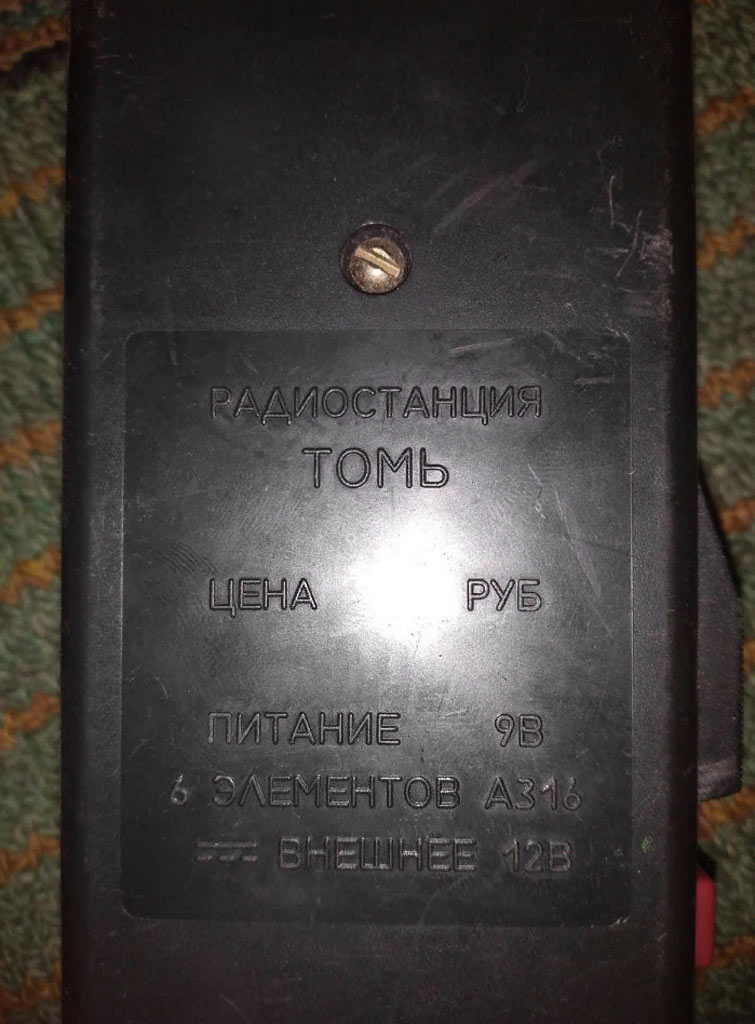 РАДИОСТАНЦИЯ
ТОМЬ
ЦЕНА РУБ
ПИТАНИЕ 9В
6 ЭЛЕМЕНТОВ А316
ВНЕШНЕЕ 12В